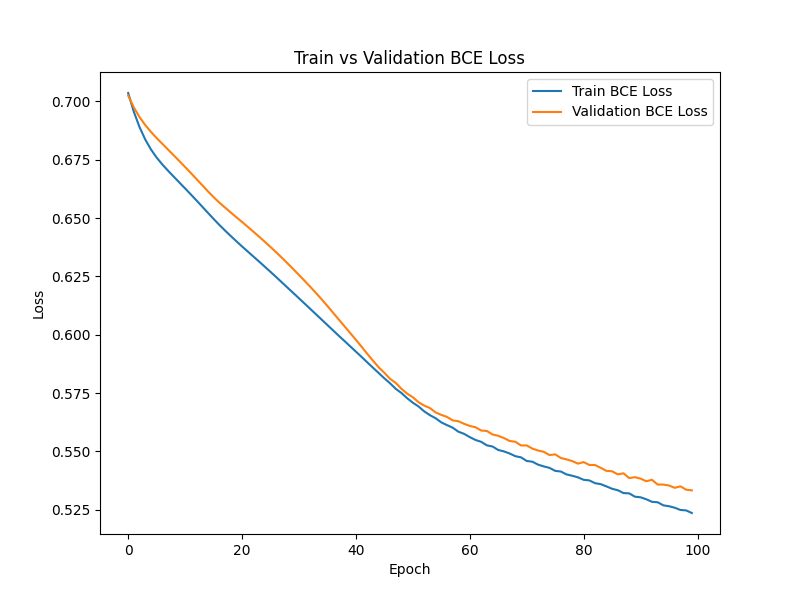 Train vs Validation BCE Loss
Train BCE Loss
Validation BCE Loss
0.700
0.675
0.650
0.625
0.600
0.575
0.550
0.525
Loss
0 20 40 60 80 100
Epoch